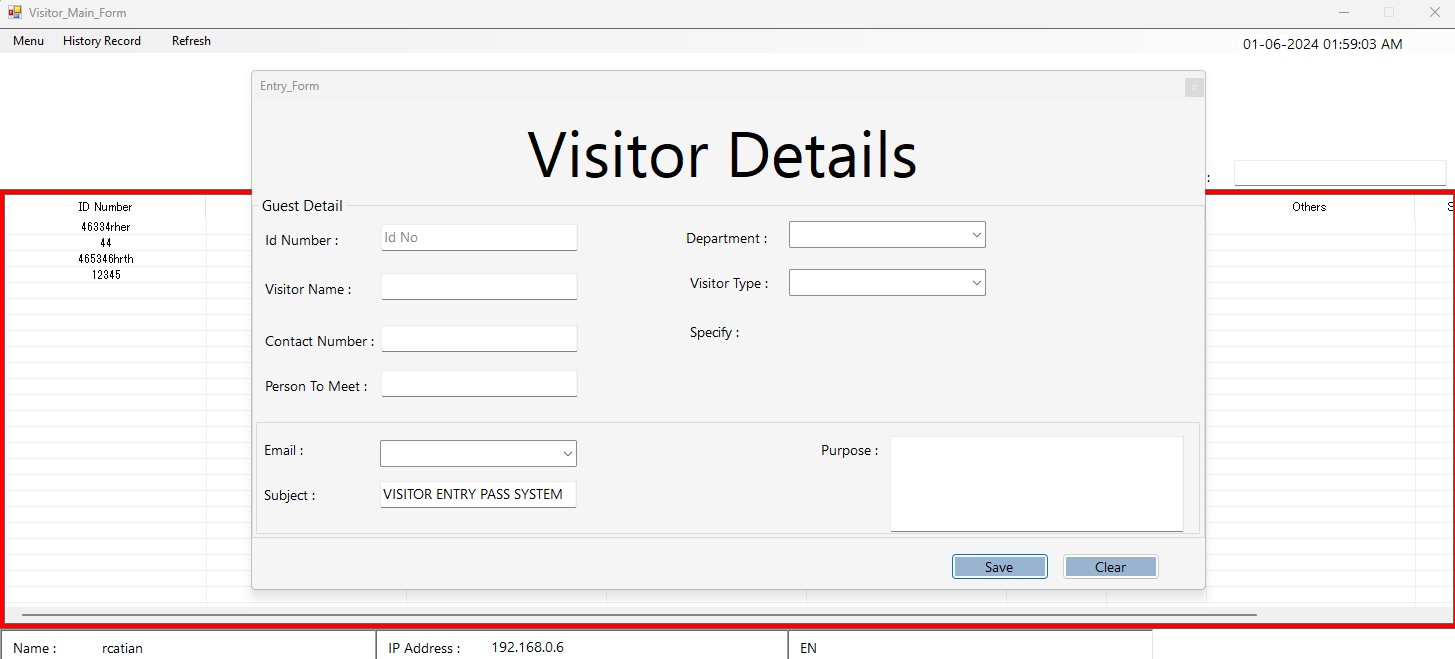 Visitor_Main_Form
Menu History Record Refresh
01-06-2024 01:59:03 AM
Entry_Form
x
Visitor Details
:
ID Number
Others
46334rher
44
465346hrth
12345
Guest Detail
Id Number : Id No
Department :
Visitor Name :
Visitor Type :
Contact Number :
Specify :
Person To Meet :
Email :
Purpose :
Subject : VISITOR ENTRY PASS SYSTEM
Save Clear
Name : rcatian IP Address : 192.168.0.6 EN